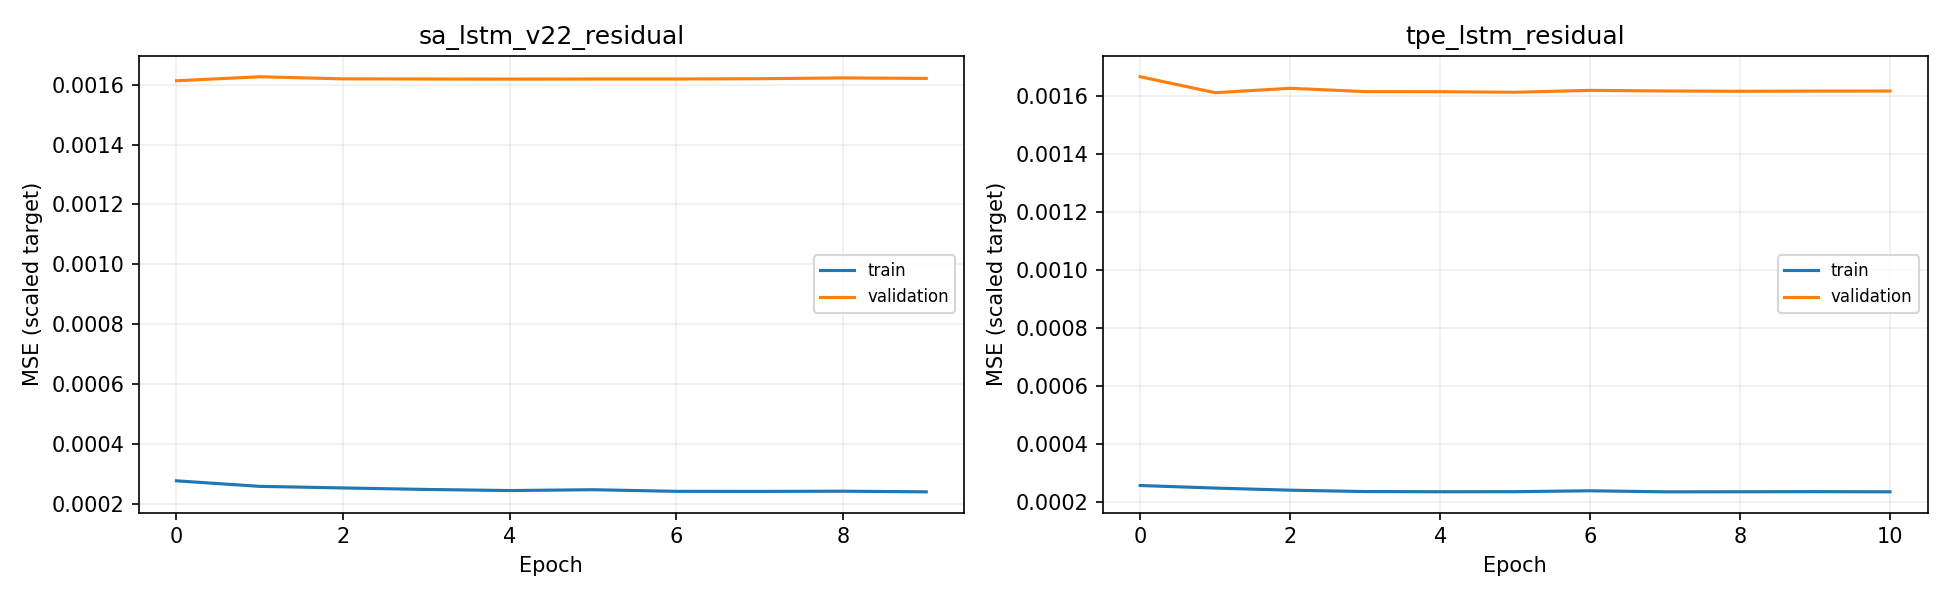 sa_lstm_v22_residual
MSE (scaled target)
0.0016
0.0014
0.0012
0.0010
0.0008
0.0006
0.0004
0.0002
train
validation
0 2 4 6 8
Epoch
tpe_lstm_residual
MSE (scaled target)
0.0016
0.0014
0.0012
0.0010
0.0008
0.0006
0.0004
0.0002
train
validation
0 2 4 6 8 10
Epoch